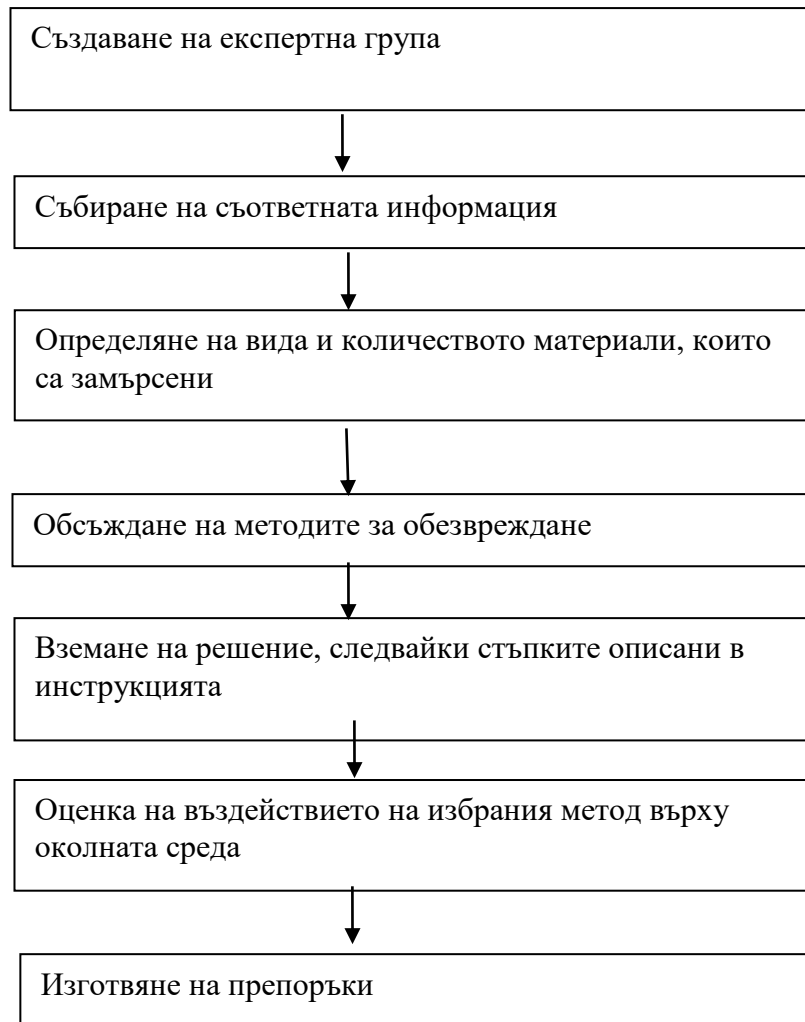 Създаване на експертна група
Събиране на съответната информация
Определяне на вида и количеството материали, които
са замърсени
Обсъждане на методите за обезвреждане
Вземане на решение, следвайки стъпките описани в
инструкцията
Оценка на въздействието на избрания метод върху
околната среда
Изготвяне на препоръки